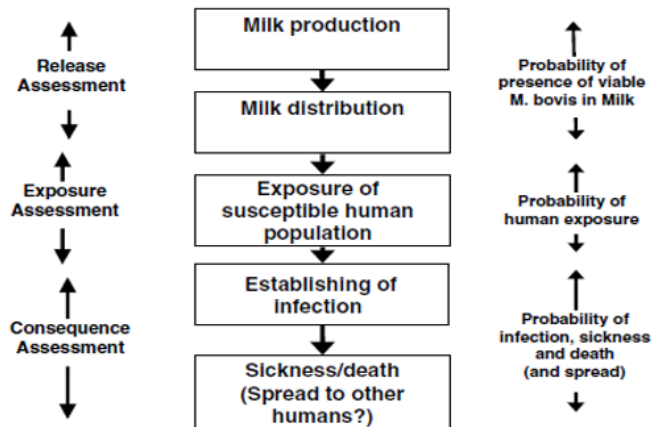 Milk production
Release
Assessment
Probability of
presence of viable
M. bovis in Milk
Milk distribution
Exposure
Assessment
Exposure of
susceptible human
population
Probability of
human exposure
Establishing of
infection
Consequence
Assessment
Probability of
infection, sickness
and death
(and spread)
Sickness/death
(Spread to other
humans?)